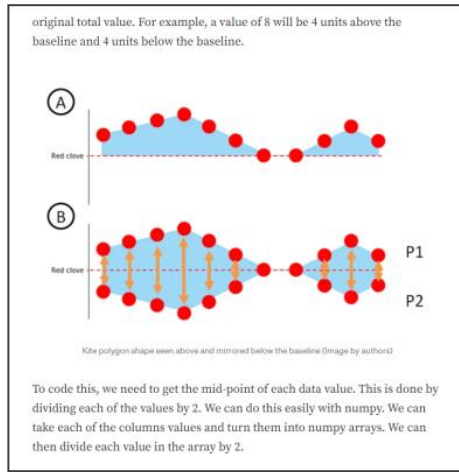 original total value. For example, a value of 8 will be 4 units above the
baseline and 4 units below the baseline.
A
Red clove
B
Red clove
P1
P2
Kite polygon shape seen above and mirrored below the baseline (Image by authors)
To code this, we need to get the mid-point of each data value. This is done by
dividing each of the values by 2. We can do this easily with numpy. We can
take each of the columns values and turn them into numpy arrays. We can
then divide each value in the array by 2.